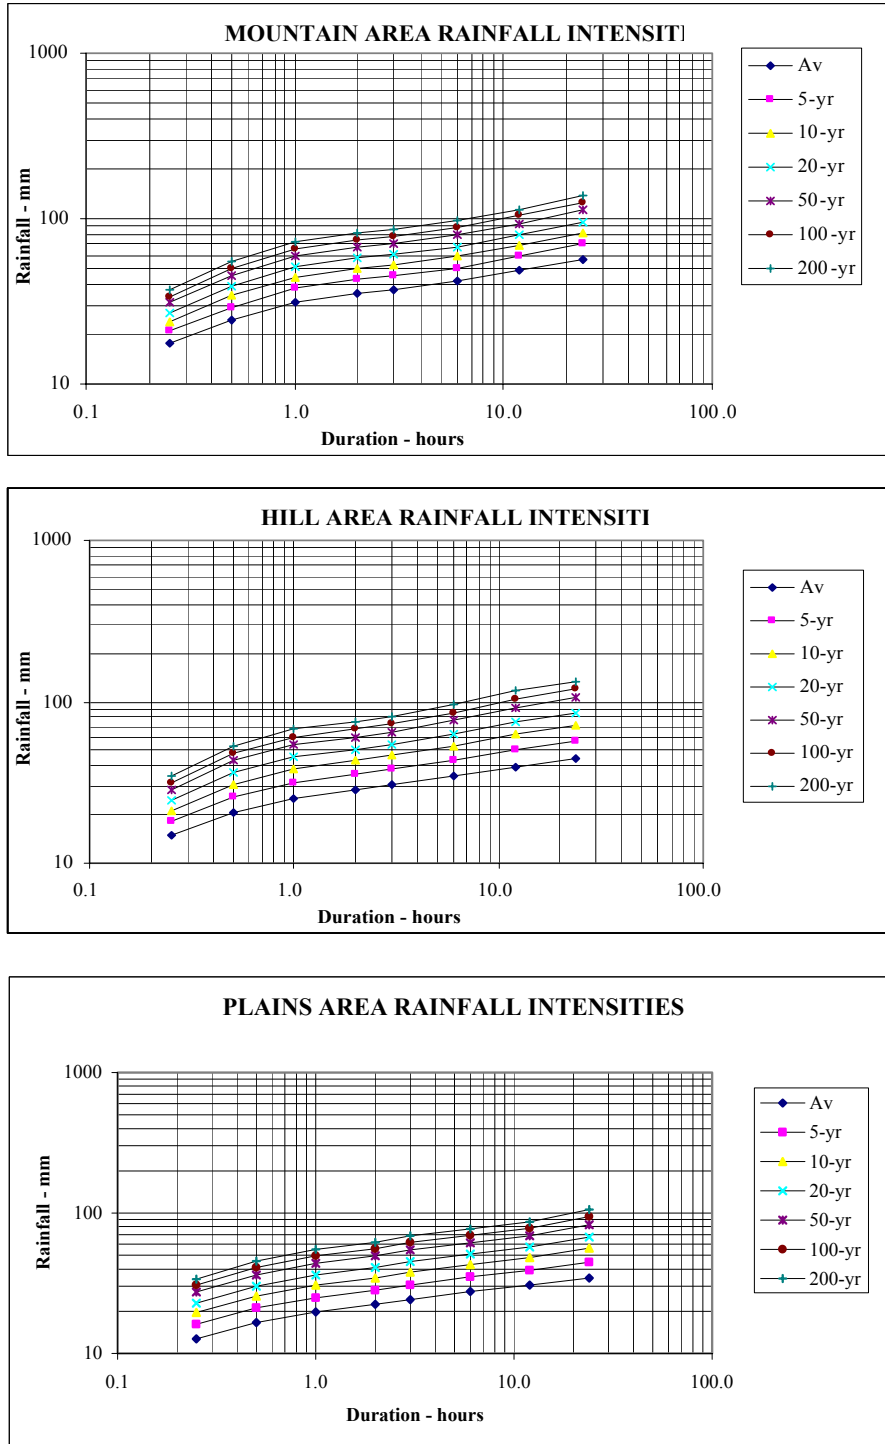 MOUNTAIN AREA RAINFALL INTENSITI
1000
100
10
0.1 1.0 10.0 100.0
Rainfall - mm
Duration - hours
Av
5-yr
10-yr
20-yr
50-yr
100-yr
200-yr
HILL AREA RAINFALL INTENSITI
1000
100
10
0.1 1.0 10.0 100.0
Rainfall - mm
Duration - hours
Av
5-yr
10-yr
20-yr
50-yr
100-yr
200-yr
PLAINS AREA RAINFALL INTENSITIES
1000
100
10
0.1 1.0 10.0 100.0
Rainfall - mm
Duration - hours
Av
5-yr
10-yr
20-yr
50-yr
100-yr
200-yr